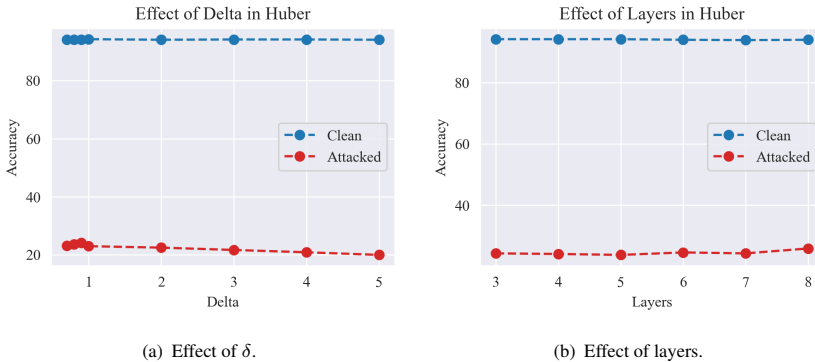 Effect of Delta in Huber
Accuracy
80
60
40
20
Clean
Attacked
1 2 3 4 5
Delta
(a) Effect of δ.
Effect of Layers in Huber
Accuracy
80
60
40
Clean
Attacked
3 4 5 6 7 8
Layers
(b) Effect of layers.